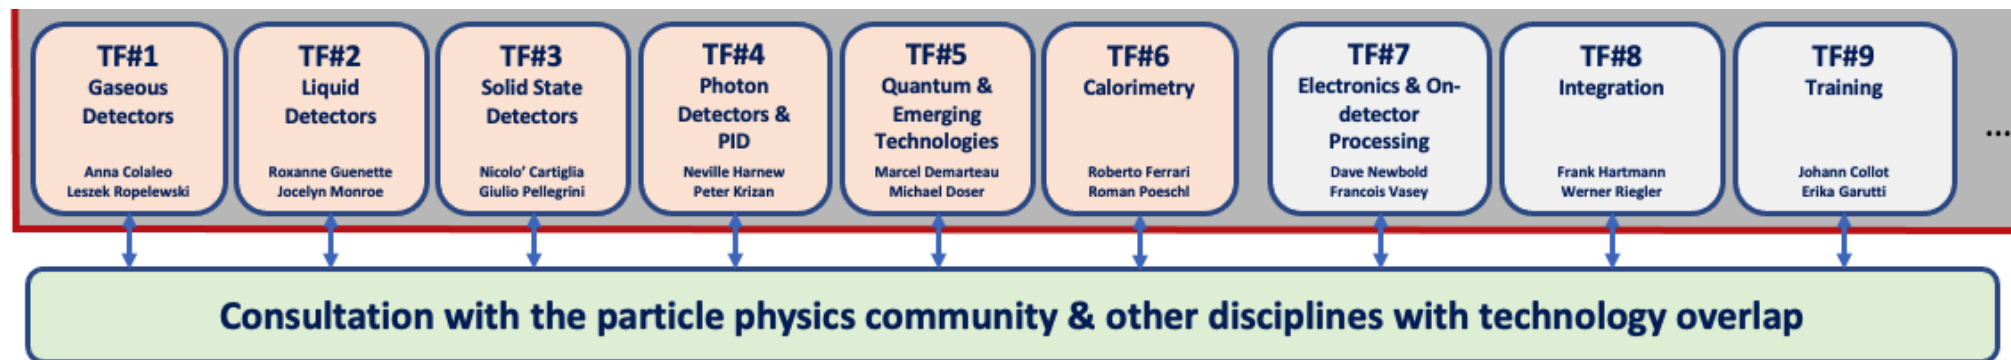 TF#1
Gaseous
Detectors
Anna Colaleo
Leszek Ropelewski
TF#2
Liquid
Detectors
Roxanne Guenette
Jocelyn Monroe
TF#3
Solid State
Detectors
Nicolo' Cartiglia
Giulio Pellegrini
TF#4
Photon
Detectors &
PID
Neville Harnew
Peter Krizan
TF#5
Quantum &
Emerging
Technologies
Marcel Demarteau
Michael Doser
TF#6
Calorimetry
Roberto Ferrari
Roman Poeschl
TF#7
Electronics & On-
detector
Processing
Dave Newbold
Francois Vasey
TF#8
Integration
Frank Hartmann
Werner Riegler
TF#9
Training
Johann Collot
Erika Garutti
...
Consultation with the particle physics community & other disciplines with technology overlap